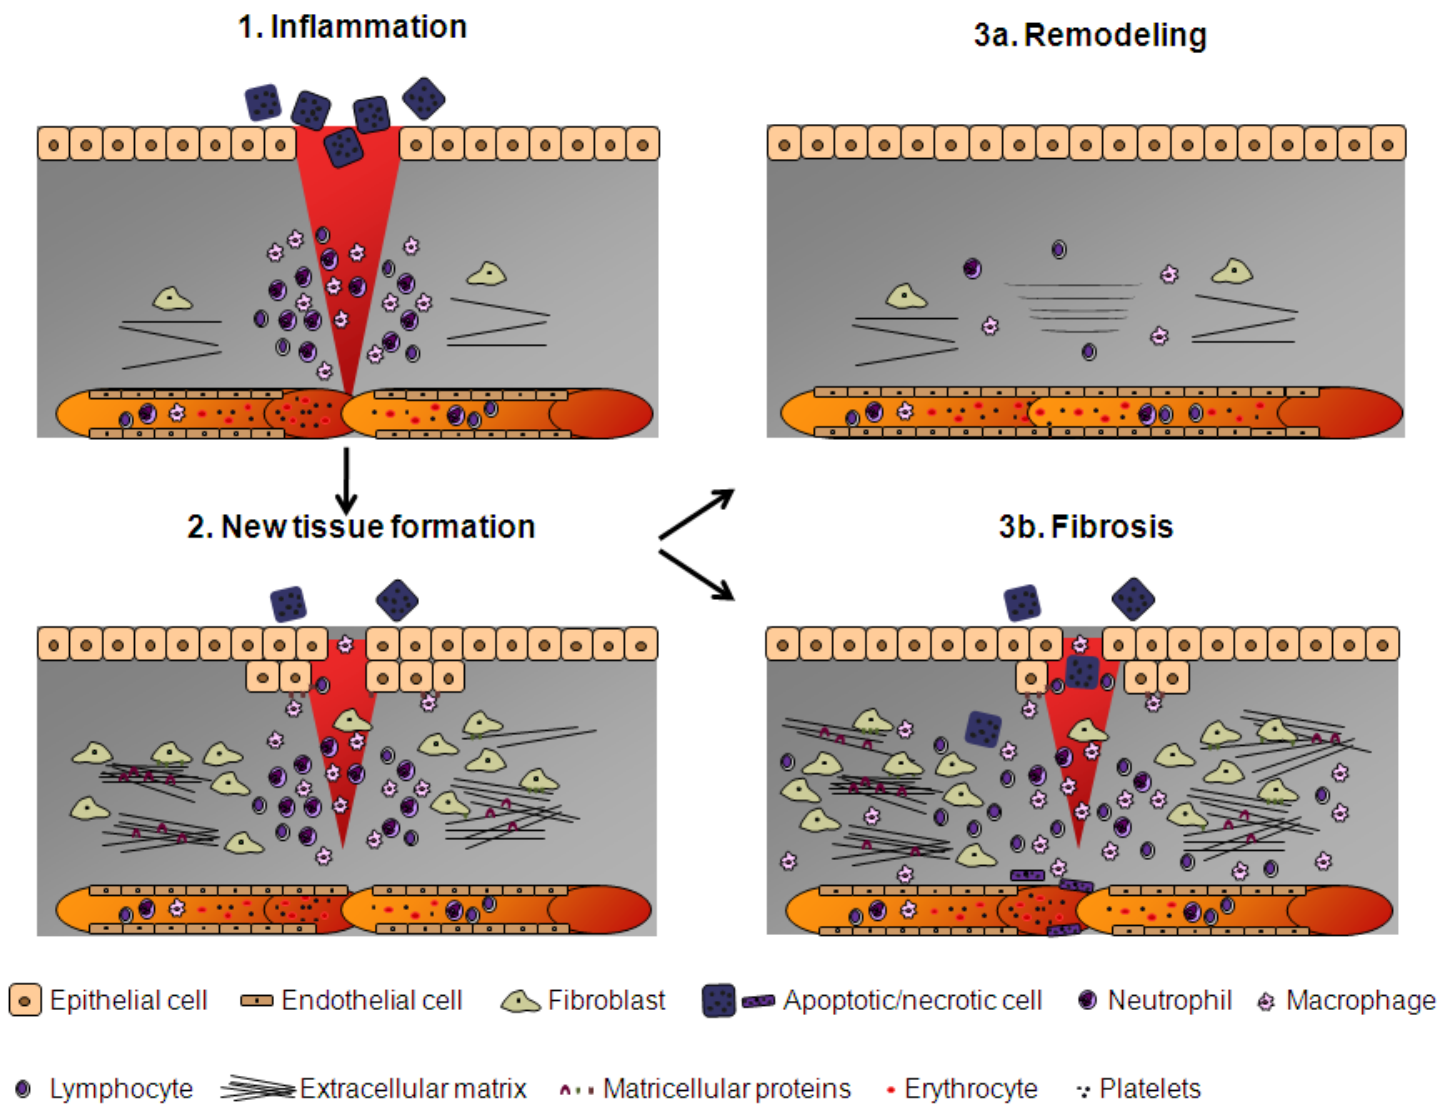 1. Inflammation
3a. Remodeling
2. New tissue formation
3b. Fibrosis
Epithelial cell
Endothelial cell
Fibroblast
Apoptotic/necrotic cell
Neutrophil
Macrophage
Lymphocyte
Extracellular matrix
Matricellular proteins
Erythrocyte
Platelets